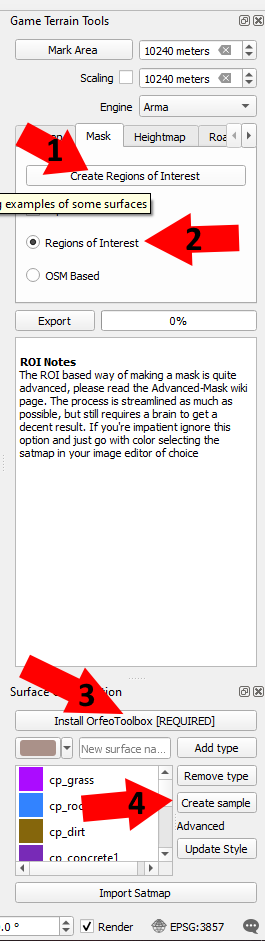 Game Terrain Tools
Mark Area
10240 meters
Scaling
10240 meters
Engine
Arma
Mask
Heightmap
Roa
1
Create Regions of Interest
g examples of some surfaces
2
Regions of Interest
OSM Based
Export
0%
ROI Notes
The ROI based way of making a mask is quite
advanced, please read the Advanced-Mask wiki
page. The process is streamlined as much as
possible, but still requires a brain to get a
decent result. If you're impatient ignore this
option and just go with color selecting the
satmap in your image editor of choice
3
Install OrfeoToolbox [REQUIRED]
New surface na...
Add type
cp_grass
Remove type
4
Create sample
cp_dirt
Advanced
cp_concrete1
Update Style
Import Satmap
.0 °
Render
EPSG:3857